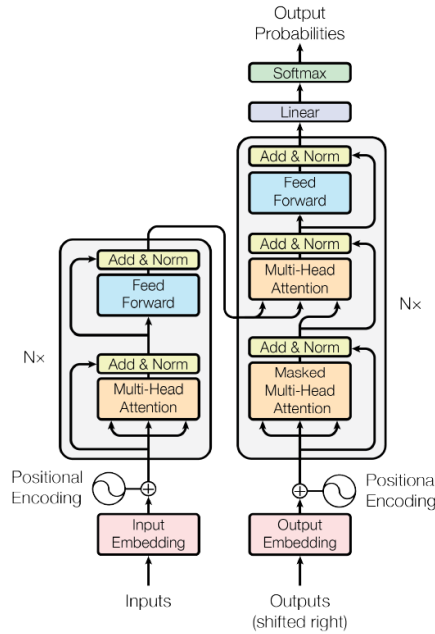 Output
Probabilities
Softmax
Linear
Add & Norm
Feed
Forward
Add & Norm
Multi-Head
Attention
Add & Norm
Masked
Multi-Head
Attention
N×
Add & Norm
Feed
Forward
Add & Norm
Multi-Head
Attention
N×
Positional
Encoding
Input
Embedding
Inputs
Positiona
Encoding
Output
Embedding
Outputs
(shifted right)